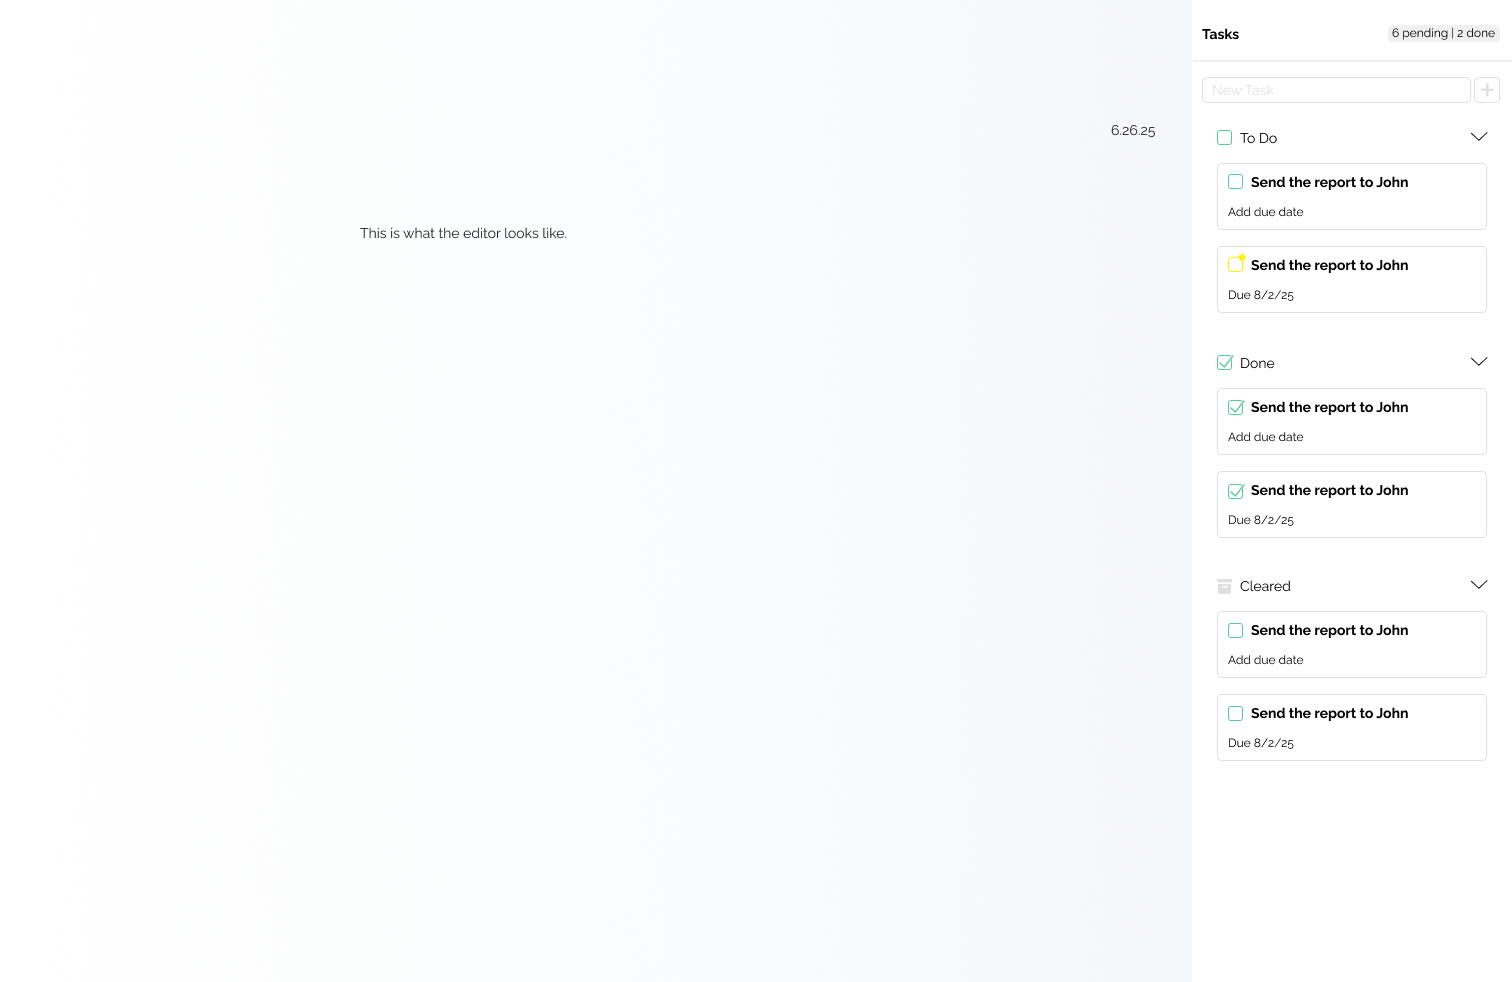 Tasks
6 pending | 2 done
New Task
6.26.25
To Do
Send the report to John
Add due date
This is what the editor looks like.
Send the report to John
Due 8/2/25
Done
Send the report to John
Add due date
Send the report to John
Due 8/2/25
Cleared
Send the report to John
Add due date
Send the report to John
Due 8/2/25